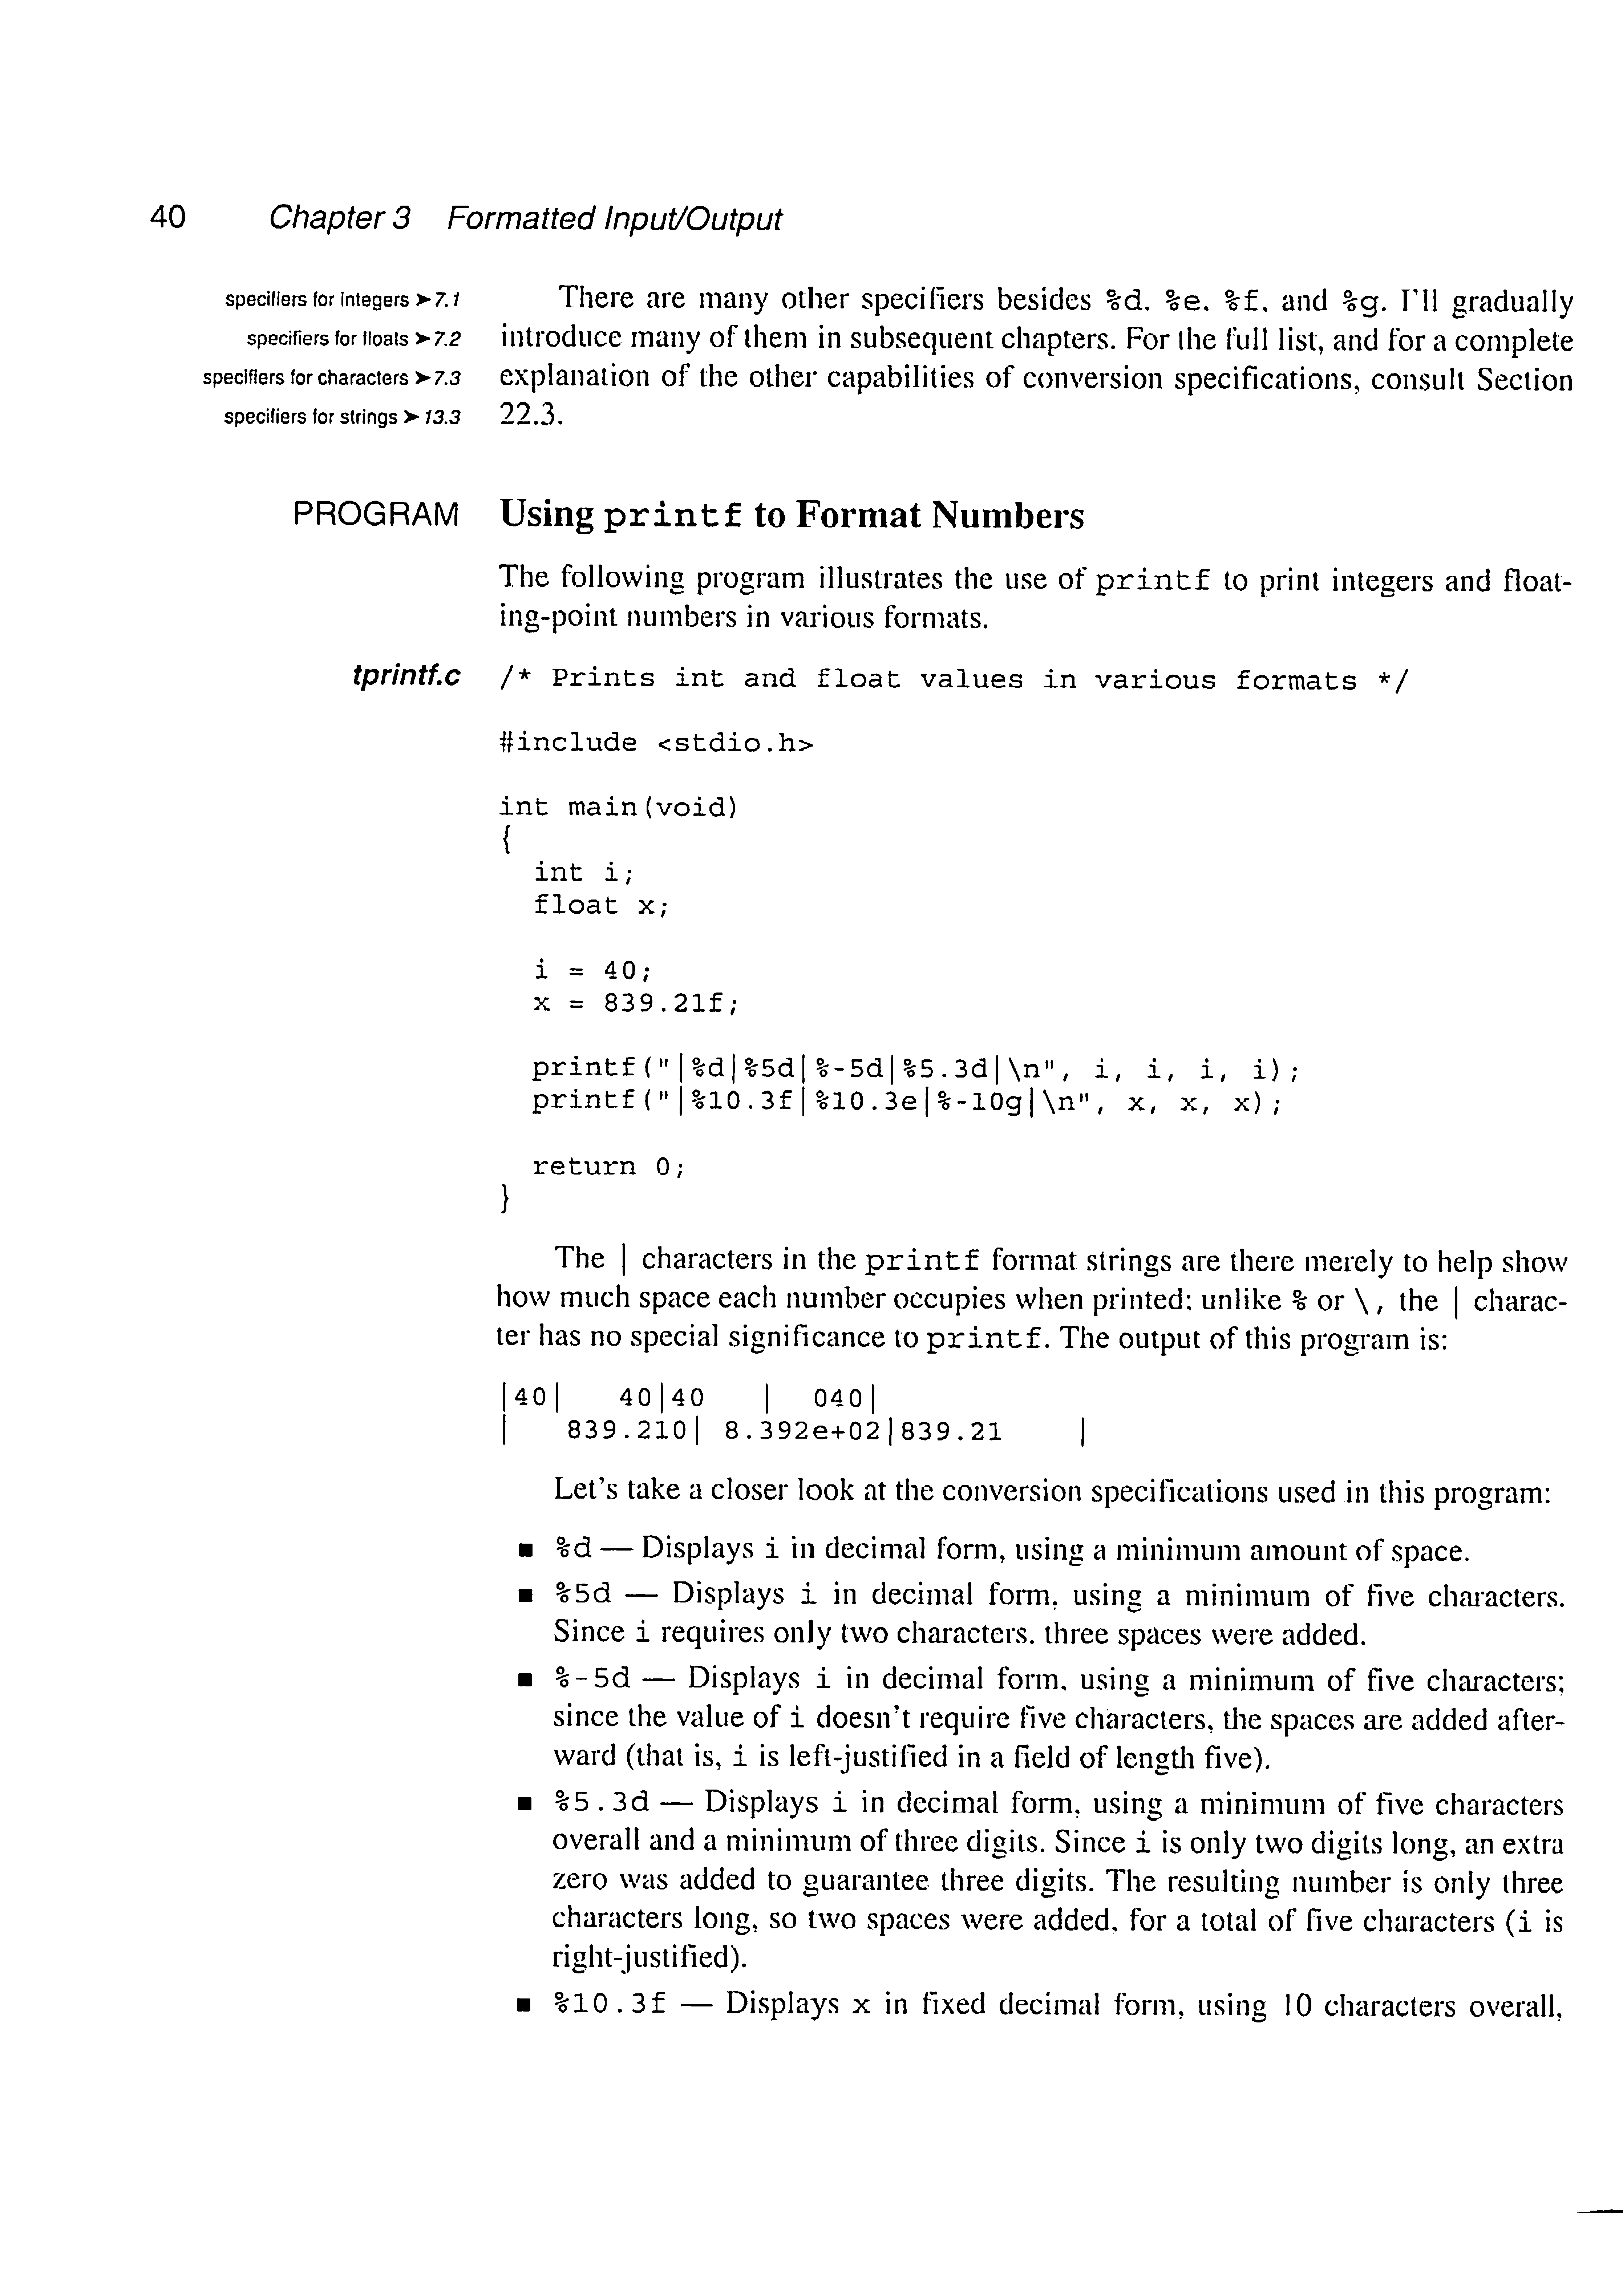 40 Chapter 3 Formatted Input/Output
specifiers for integers ➤7.1
specifiers for floats ➤7.2
specifiers for characters ➤7.3
specifiers for strings ➤13.3
There are many other specifiers besides %d, %e, %f, and %g. I'll gradually
introduce many of them in subsequent chapters. For the full list, and for a complete
explanation of the other capabilities of conversion specifications, consult Section
22.3.
PROGRAM Using printf to Format Numbers
The following program illustrates the use of printf to print integers and float-
ing-point numbers in various formats.
tprintf.c /* Prints int and float values in various formats */
#include <stdio.h>
int main(void)
{
  int i;
  float x;
  i = 40;
  x = 839.21f;
  printf("|%d|%5d|%-5d|%5.3d|\n", i, i, i, i);
  printf("|%10.3f|%10.3e|%-10g|\n", x, x, x);
  return 0;
}
The | characters in the printf format strings are there merely to help show
how much space each number occupies when printed; unlike % or \, the | charac-
ter has no special significance to printf. The output of this program is:
|40|   40|40   |  040|
|   839.210| 8.392e+02|839.21    |
Let's take a closer look at the conversion specifications used in this program:
■ %d — Displays i in decimal form, using a minimum amount of space.
■ %5d — Displays i in decimal form, using a minimum of five characters.
Since i requires only two characters, three spaces were added.
■ %-5d — Displays i in decimal form, using a minimum of five characters;
since the value of i doesn't require five characters, the spaces are added after-
ward (that is, i is left-justified in a field of length five).
■ %5.3d — Displays i in decimal form, using a minimum of five characters
overall and a minimum of three digits. Since i is only two digits long, an extra
zero was added to guarantee three digits. The resulting number is only three
characters long, so two spaces were added, for a total of five characters (i is
right-justified).
■ %10.3f — Displays x in fixed decimal form, using 10 characters overall,